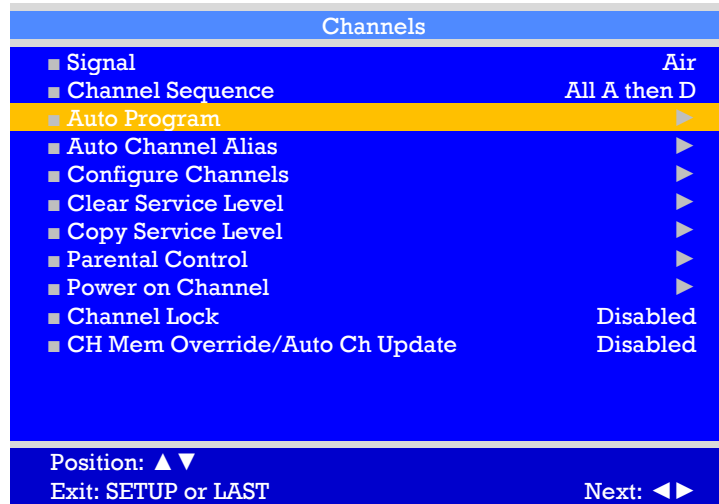 Channels
Signal Air
Channel Sequence All A then D
Auto Program ►
Auto Channel Alias ►
Configure Channels ►
Clear Service Level ►
Copy Service Level ►
Parental Control ►
Power on Channel ►
Channel Lock Disabled
CH Mem Override/Auto Ch Update Disabled
Position: ▲▼
Exit: SETUP or LAST Next: ◄►